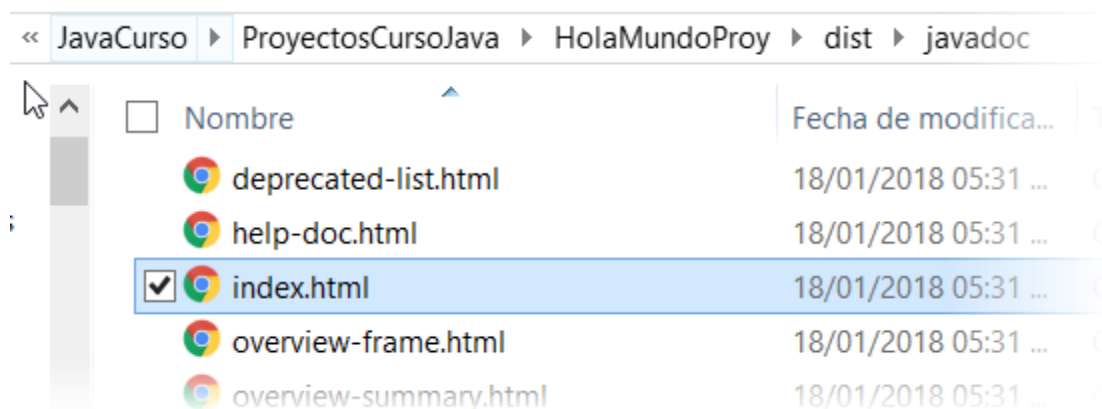 « JavaCurso ▸ ProyectosCursoJava ▸ HolaMundoProy ▸ dist ▸ javadoc
Nombre Fecha de modifica...
deprecated-list.html 18/01/2018 05:31 ...
help-doc.html 18/01/2018 05:31 ...
index.html 18/01/2018 05:31 ...
overview-frame.html 18/01/2018 05:31 ...
overview-summary.html 18/01/2018 05:31 ...